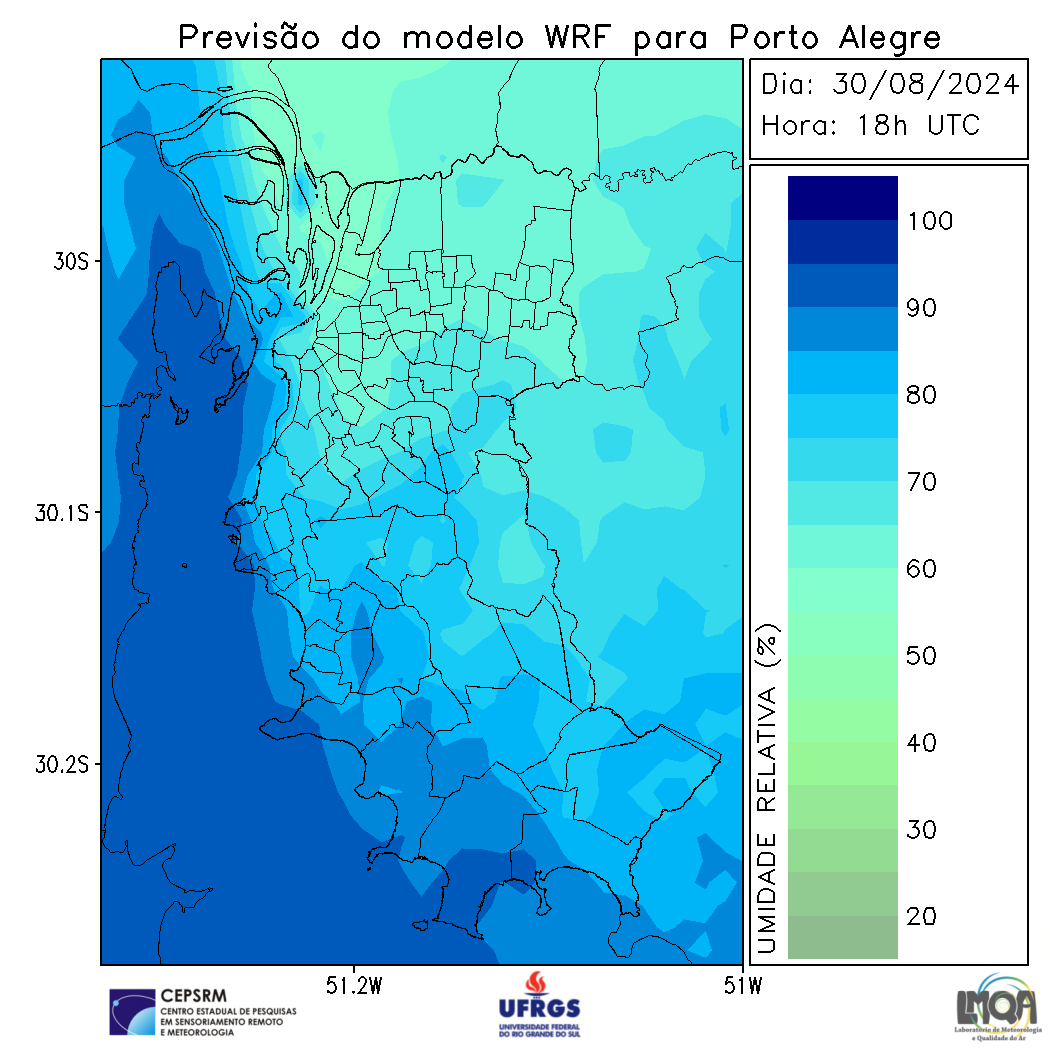 Previsão do modelo WRF para Porto Alegre
Dia: 30/08/2024
Hora: 18h UTC
100
90
80
70
60
50
40
30
20
UMIDADE RELATIVA (%)
30S
30.1S
30.2S
51.2W
51W
CEPSRM
CENTRO ESTADUAL DE PESQUISAS
EM SENSORIAMENTO REMOTO
E METEOROLOGIA
UFRGS
UNIVERSIDADE FEDERAL
DO RIO GRANDE DO SUL
LMQA
Laboratório de Meteorologia
e Qualidade do Ar